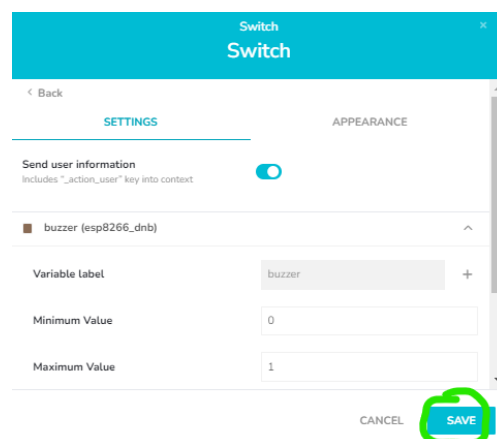 Switch
×
Switch
< Back
SETTINGS APPEARANCE
Send user information
Includes "_action_user" key into context
buzzer (esp8266_dnb)
Variable label buzzer +
Minimum Value 0
Maximum Value 1
CANCEL SAVE